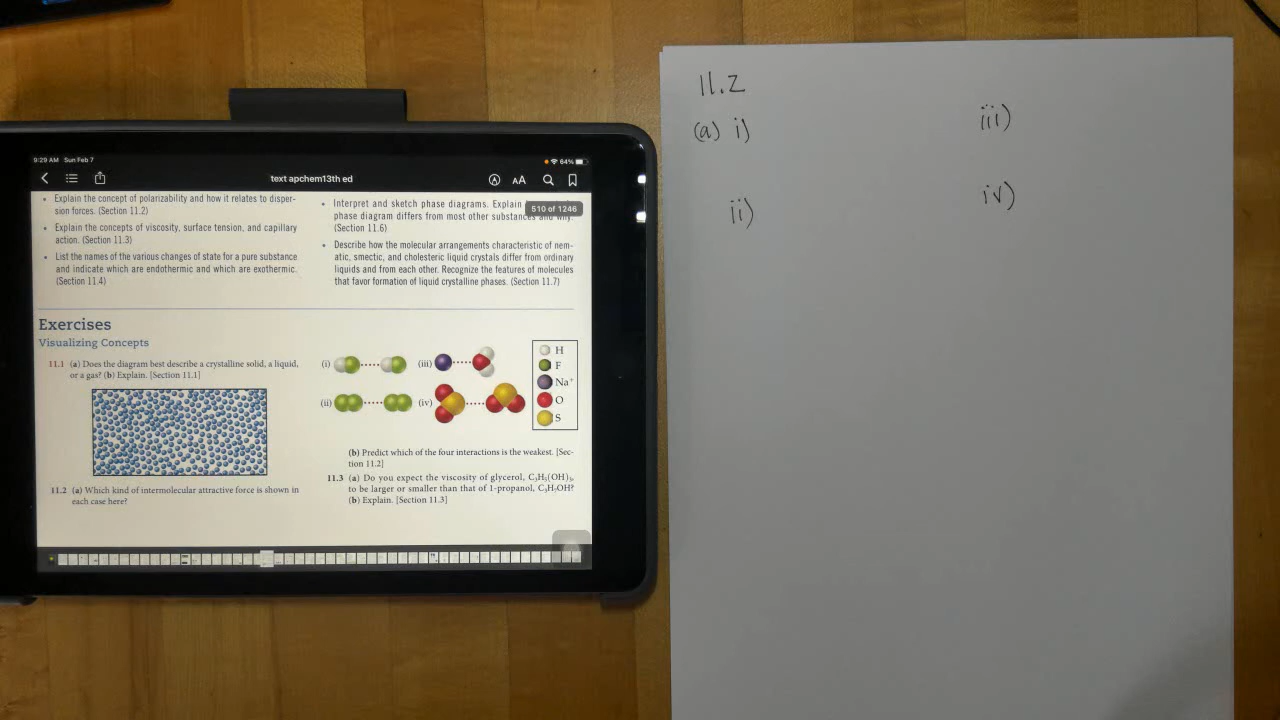 9:29 AM Sun Feb 7
64%
text apchem13th ed
AA
510 of 1246
• Explain the concept of polarizability and how it relates to disper-
sion forces. (Section 11.2)
• Explain the concepts of viscosity, surface tension, and capillary
action. (Section 11.3)
• List the names of the various changes of state for a pure substance
and indicate which are endothermic and which are exothermic.
(Section 11.4)
• Interpret and sketch phase diagrams. Explain
phase diagram differs from most other substances and why.
(Section 11.6)
• Describe how the molecular arrangements characteristic of nem-
atic, smectic, and cholesteric liquid crystals differ from ordinary
liquids and from each other. Recognize the features of molecules
that favor formation of liquid crystalline phases. (Section 11.7)
Exercises
Visualizing Concepts
11.1 (a) Does the diagram best describe a crystalline solid, a liquid,
or a gas? (b) Explain. [Section 11.1]
11.2 (a) Which kind of intermolecular attractive force is shown in
each case here?
(i)
(iii)
(ii)
(iv)
H
F
Na⁺
O
S
(b) Predict which of the four interactions is the weakest. [Sec-
tion 11.2]
11.3 (a) Do you expect the viscosity of glycerol, C₃H₅(OH)₃,
to be larger or smaller than that of 1-propanol, C₃H₇OH?
(b) Explain. [Section 11.3]
11.2
(a) i)
ii)
iii)
iv)